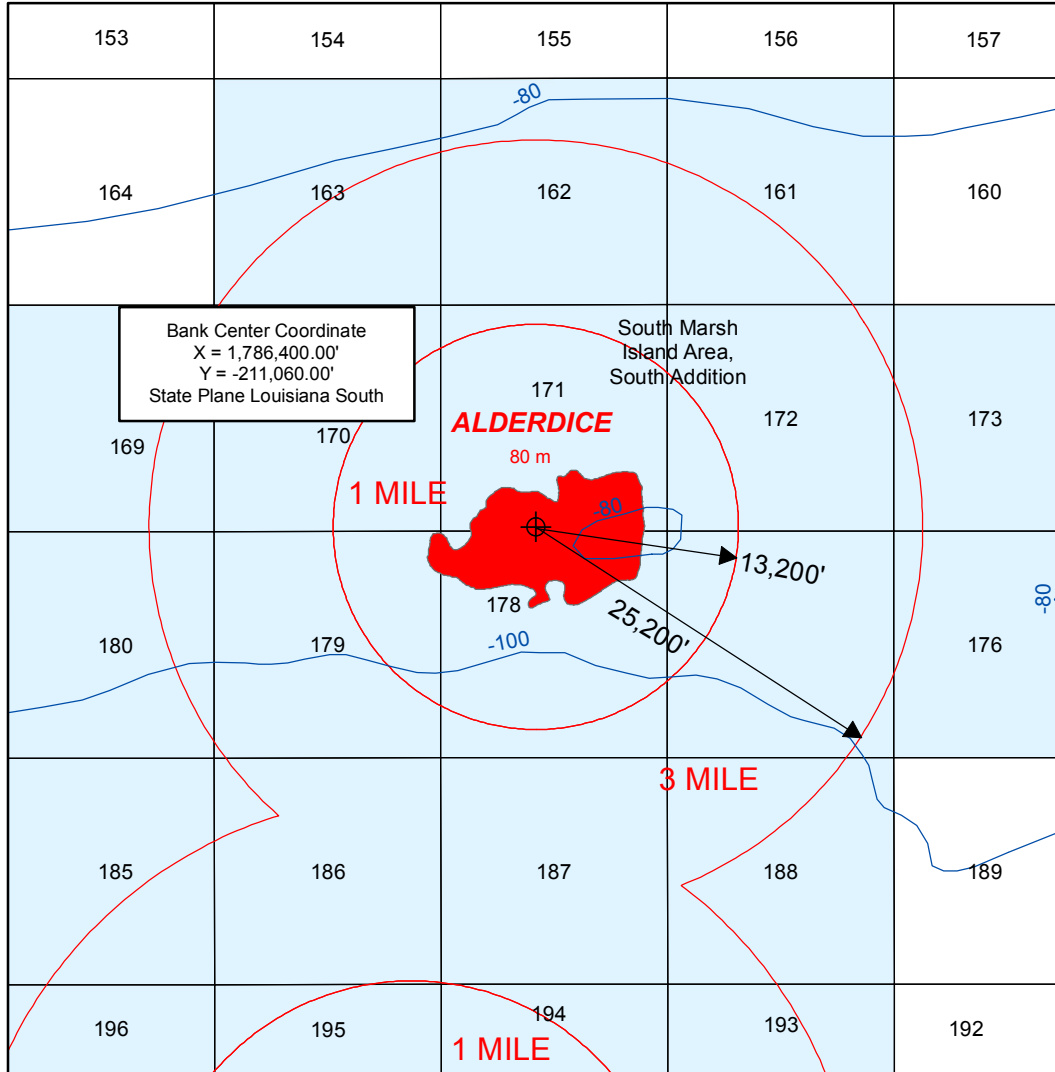 153
154
155
156
157
-80
164
163
162
161
160
Bank Center Coordinate
X = 1,786,400.00'
Y = -211,060.00'
State Plane Louisiana South
South Marsh
Island Area,
South Addition
169
170
171
172
173
ALDERDICE
80 m
1 MILE
-80
13,200'
178
25,200'
-80
180
179
-100
176
3 MILE
185
186
187
188
189
196
195
194
193
192
1 MILE